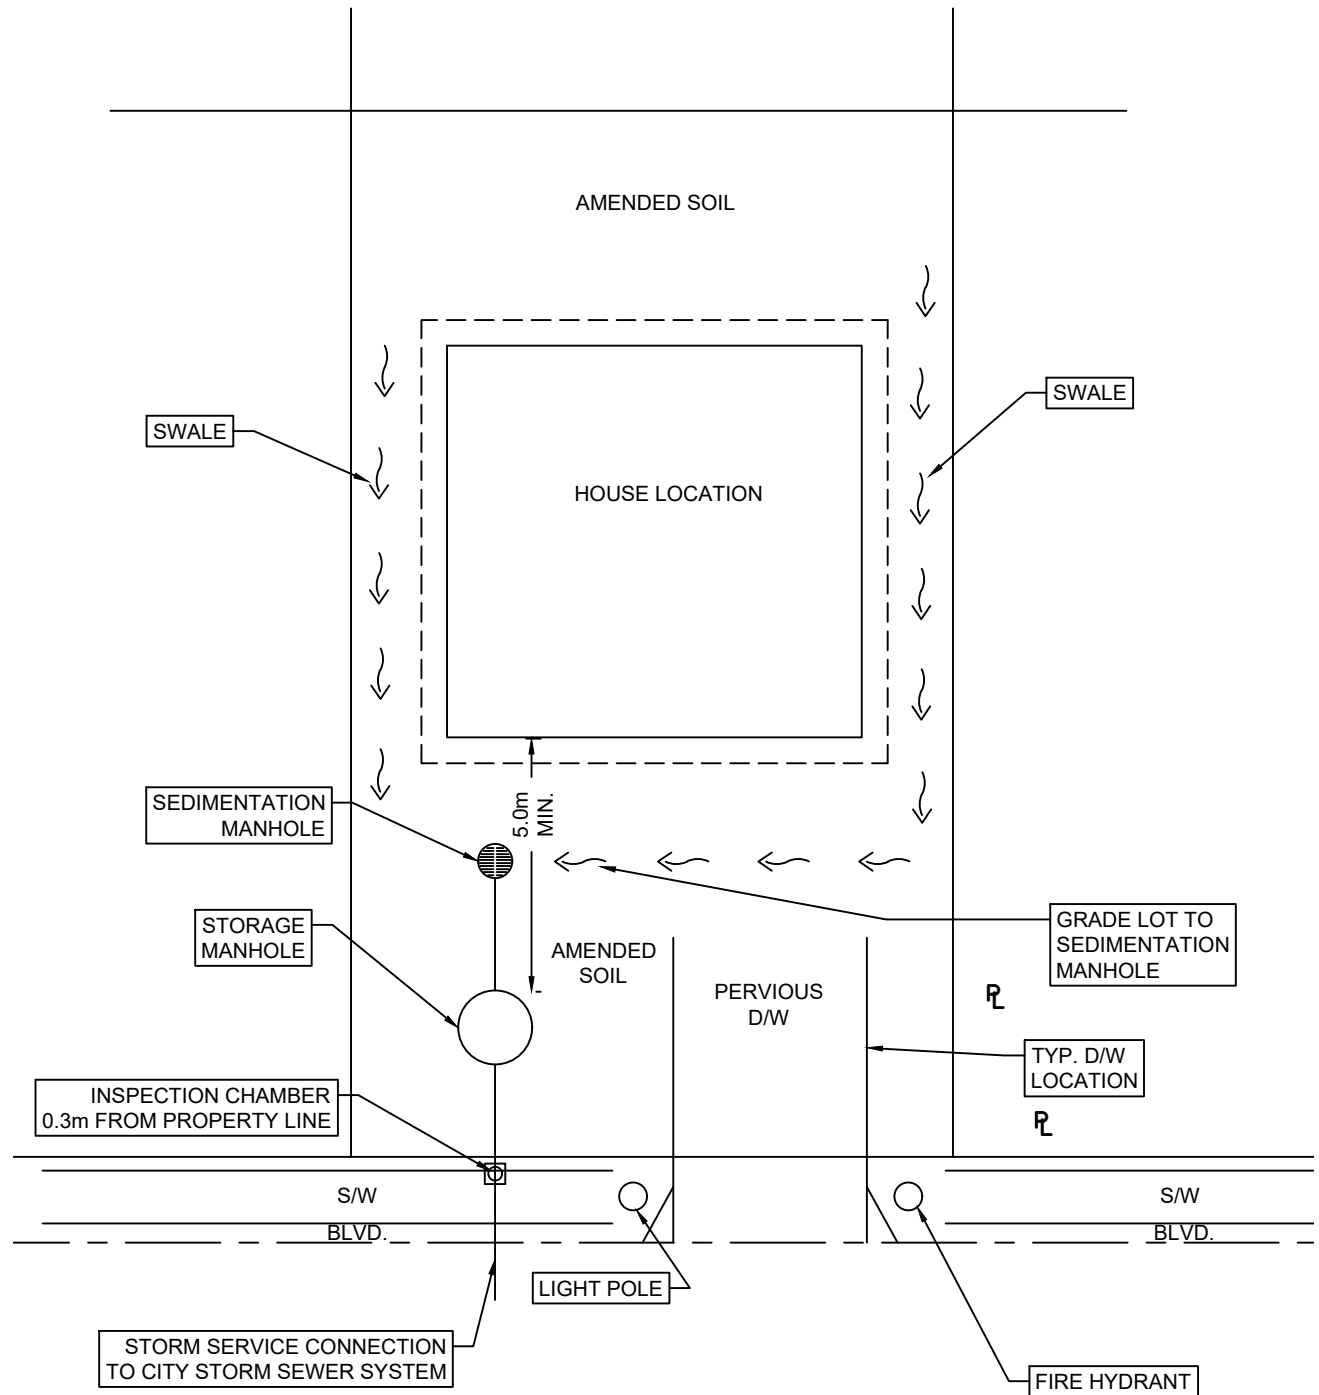 AMENDED SOIL
SWALE
SWALE
HOUSE LOCATION
5.0m
MIN.
SEDIMENTATION
MANHOLE
STORAGE
MANHOLE
AMENDED
SOIL
PERVIOUS
D/W
GRADE LOT TO
SEDIMENTATION
MANHOLE
PL
TYP. D/W
LOCATION
INSPECTION CHAMBER
0.3m FROM PROPERTY LINE
PL
S/W
S/W
BLVD.
BLVD.
LIGHT POLE
STORM SERVICE CONNECTION
TO CITY STORM SEWER SYSTEM
FIRE HYDRANT